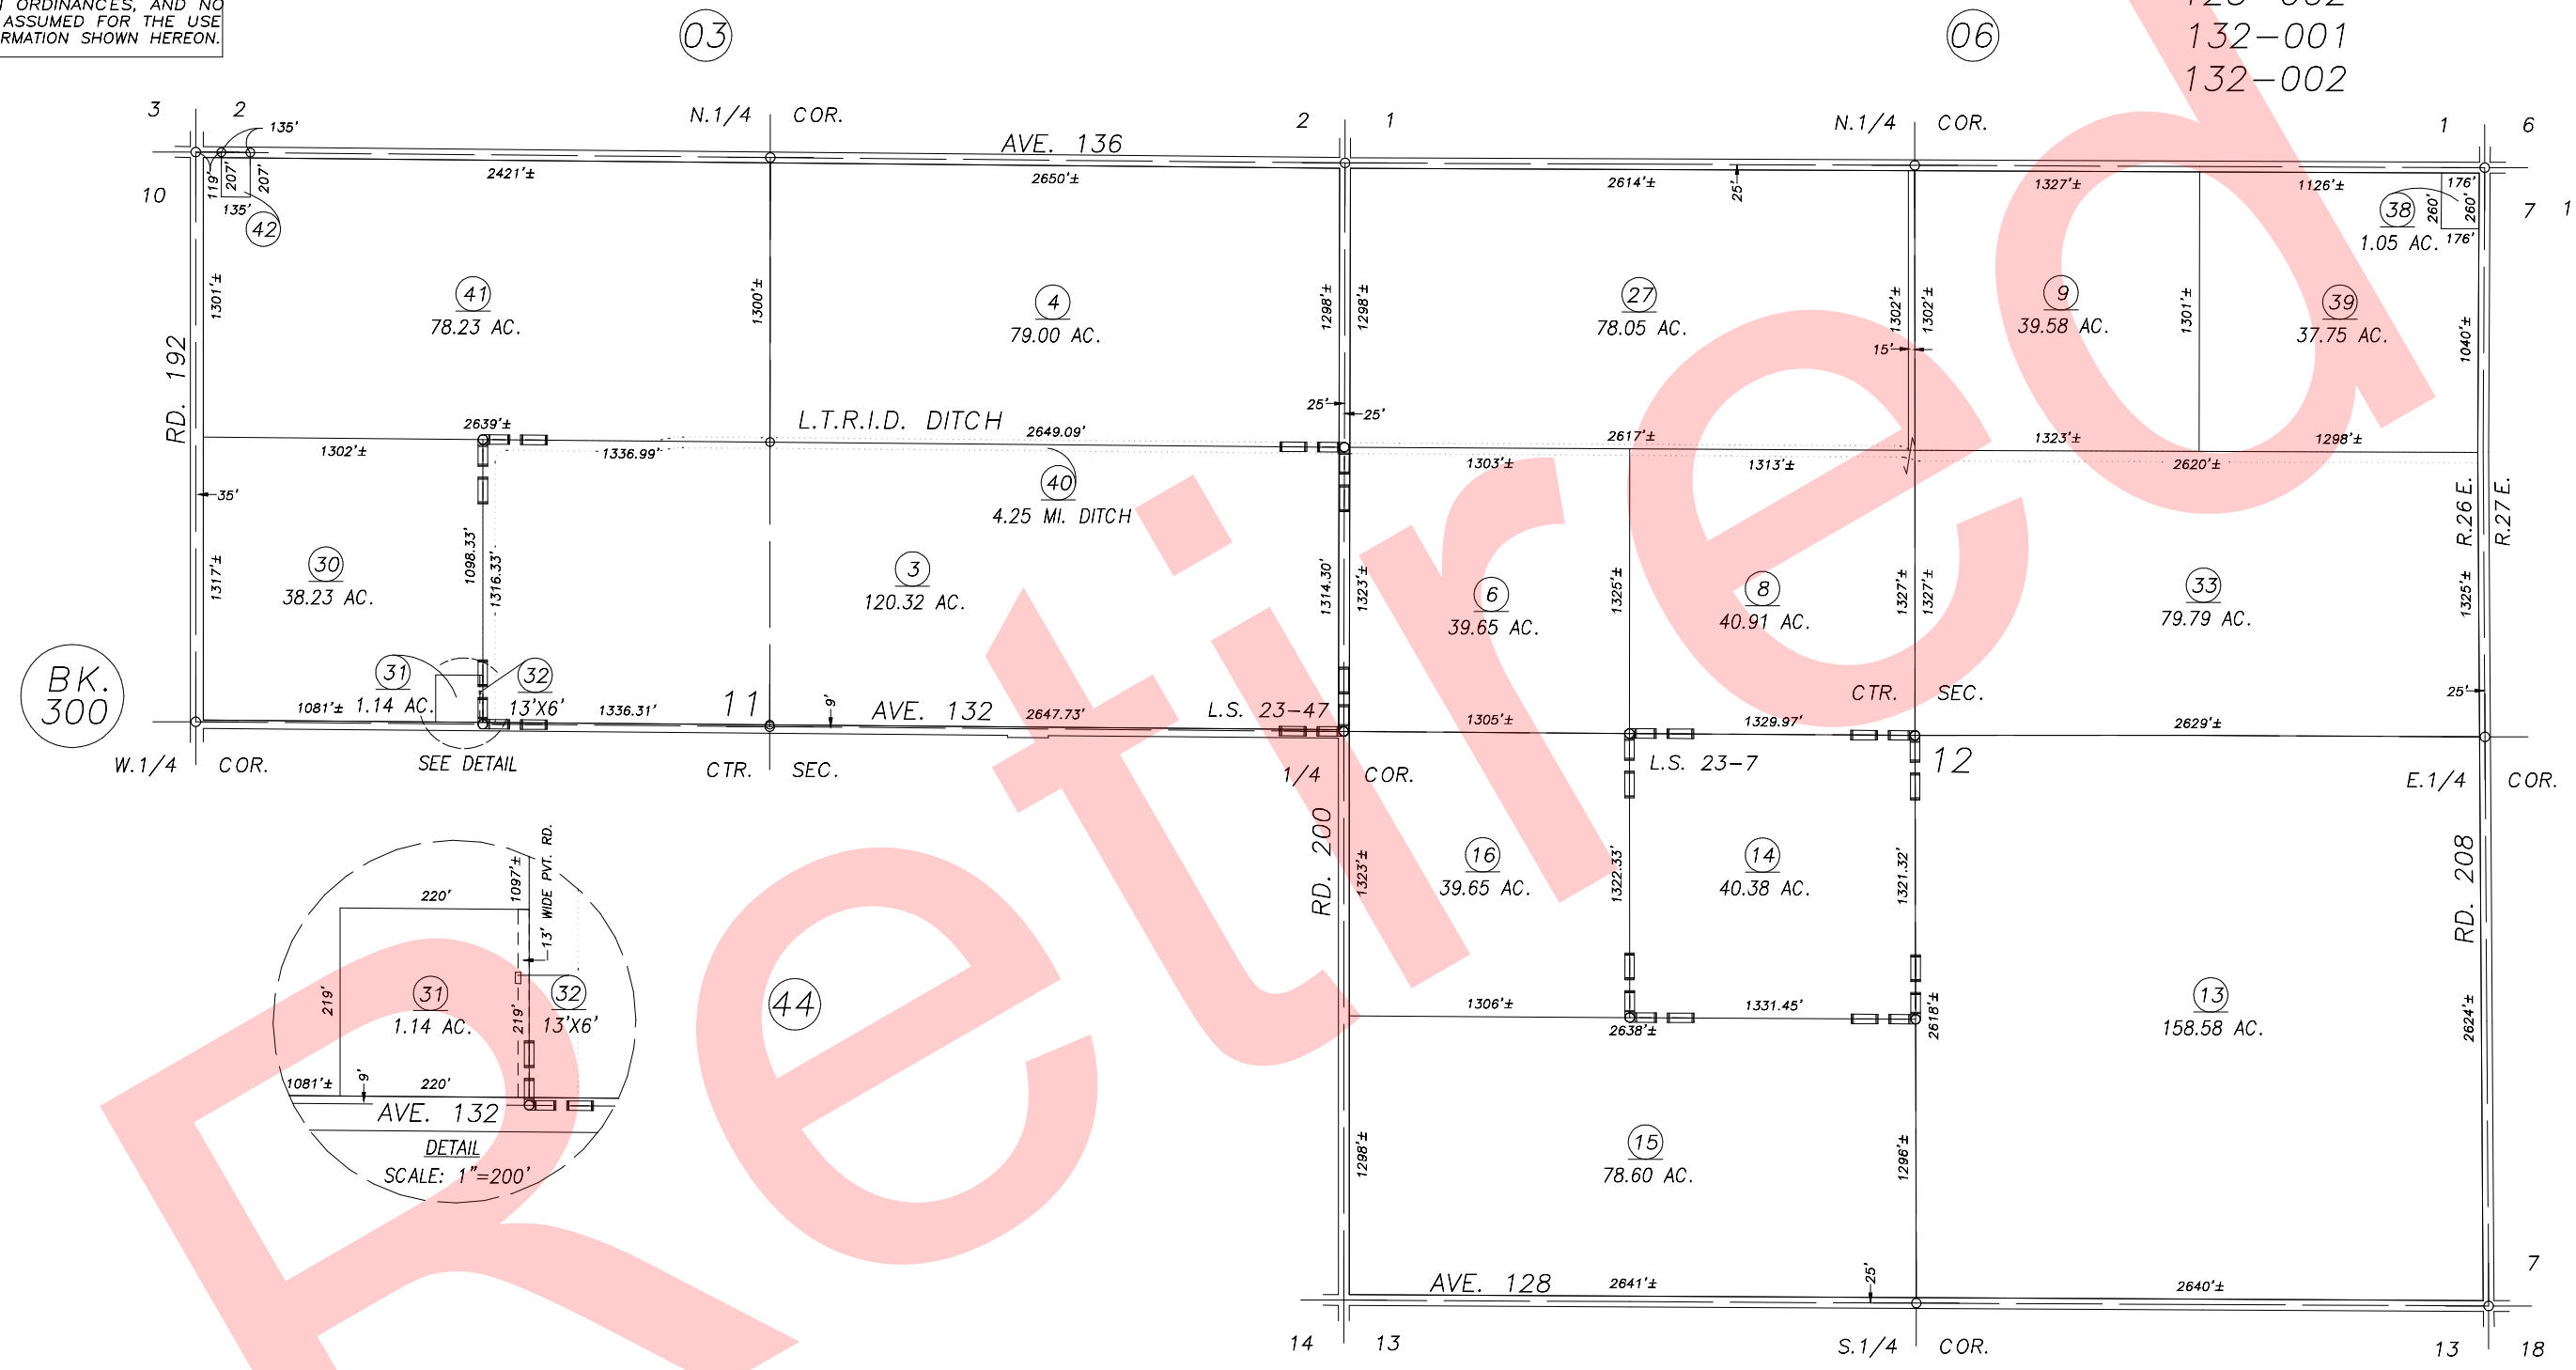 ORDINANCES, AND NO
ASSUMED FOR THE USE
RMATION SHOWN HEREON.
03
06
132-001
132-002
3
2
135'
N.1/4 COR.
2
1
N.1/4 COR.
1
6
AVE. 136
10
119'
207'
207'
135'
42
2421'±
2650'±
2614'±
25'
1327'±
1126'±
176'
38
260'
260'
1.05 AC.
176'
7
1
RD. 192
1301'±
41
78.23 AC.
1300'±
4
79.00 AC.
1298'±
1298'±
27
78.05 AC.
1302'±
1302'±
15'
9
39.58 AC.
1301'±
39
37.75 AC.
1040'±
25'
25'
2639'±
L.T.R.I.D. DITCH
2649.09'
2617'±
1323'±
1298'±
1302'±
1336.99'
1303'±
1313'±
2620'±
35'
40
4.25 MI. DITCH
R.26 E.
R.27 E.
1317'±
30
38.23 AC.
1098.33'
1316.33'
3
120.32 AC.
1314.30'
1323'±
6
39.65 AC.
1325'±
8
40.91 AC.
1327'±
1327'±
33
79.79 AC.
1325'±
BK.
300
31
1.14 AC.
1081'±
32
13'X6'
1336.31'
11
9'
AVE. 132
2647.73'
L.S. 23-47
1305'±
1329.97'
CTR. SEC.
2629'±
25'
W.1/4 COR.
SEE DETAIL
CTR. SEC.
1/4 COR.
L.S. 23-7
12
E.1/4 COR.
RD. 200
1323'±
16
39.65 AC.
1322.33'
14
40.38 AC.
1321.32'
RD. 208
1097'±
13' WIDE PVT. RD.
220'
219'
31
1.14 AC.
219'
32
13'X6'
1081'±
9'
220'
AVE. 132
DETAIL
SCALE: 1"=200'
44
1306'±
2638'±
1331.45'
2618'±
13
158.58 AC.
2624'±
1298'±
15
78.60 AC.
1296'±
AVE. 128
2641'±
25'
2640'±
7
14
13
S.1/4 COR.
13
18
Retired